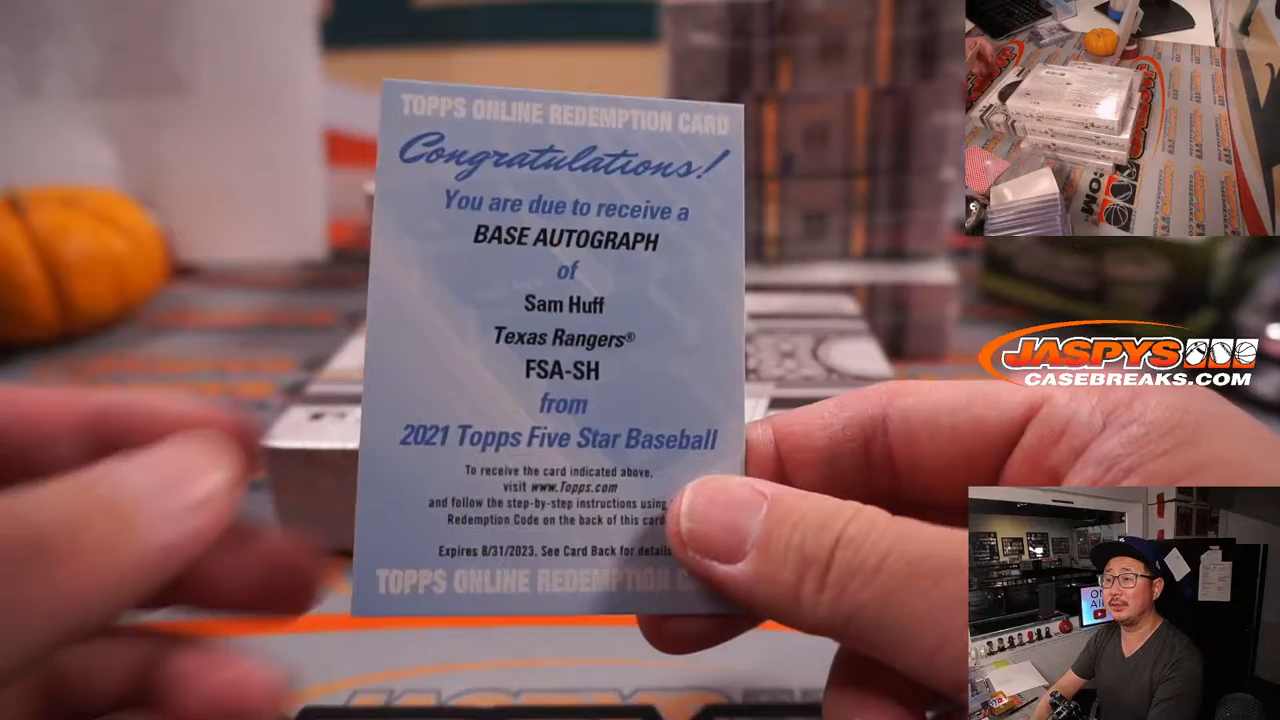 TOPPS ONLINE REDEMPTION CARD
Congratulations!
You are due to receive a
BASE AUTOGRAPH
of
Sam Huff
Texas Rangers®
FSA-SH
from
2021 Topps Five Star Baseball
To receive the card indicated above,
visit www.Topps.com
and follow the step-by-step instructions using
Redemption Code on the back of this card
Expires 8/31/2023. See Card Back for details
TOPPS ONLINE REDEMPTION
JASPYS
CASEBREAKS.COM